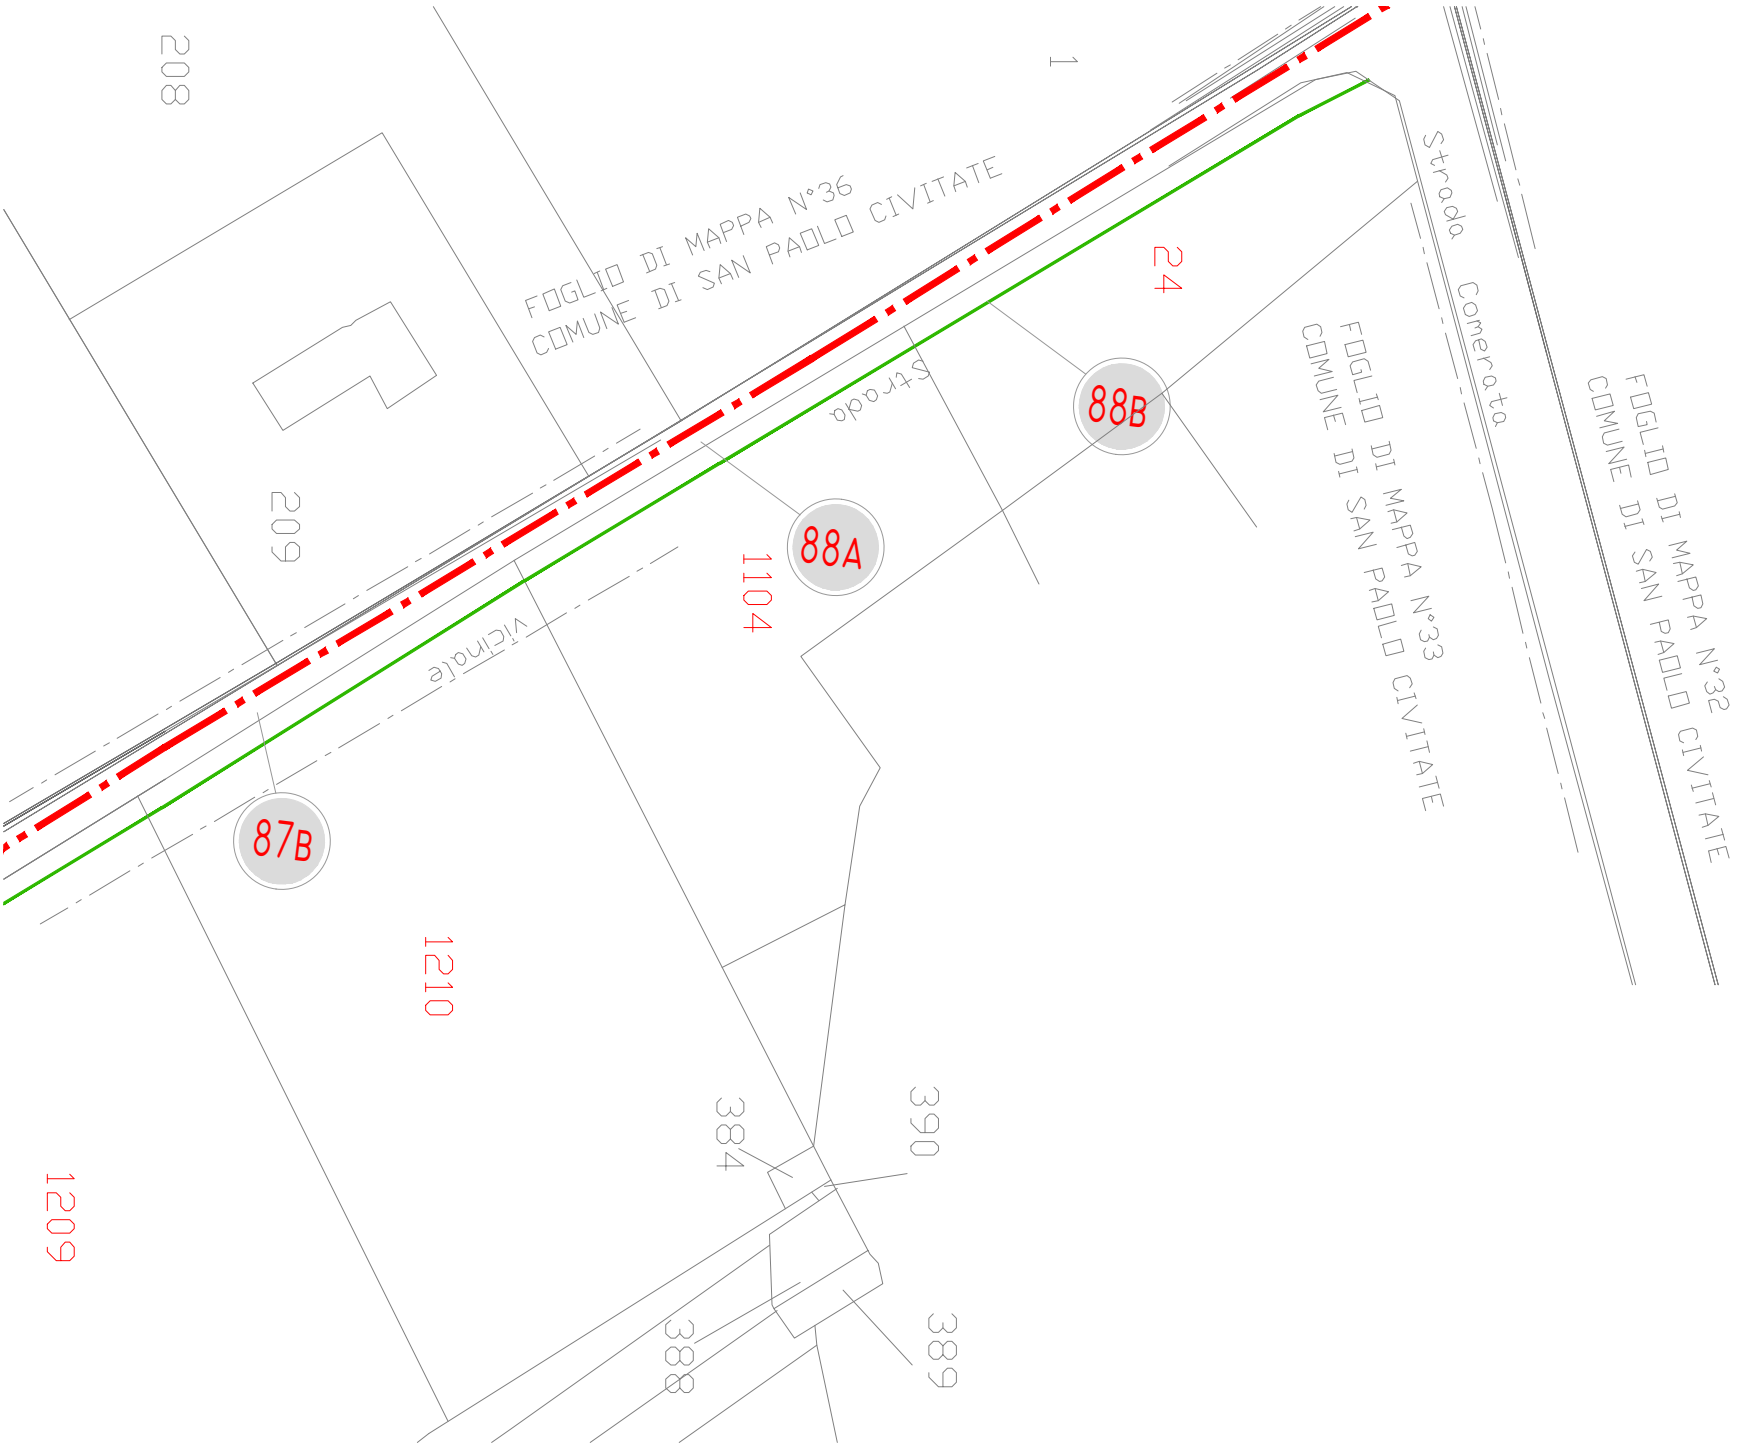 208
1
FOGLIO DI MAPPA N°36
COMUNE DI SAN PAOLO CIVITATE
Strada Comerata
24
FOGLIO DI MAPPA N°33
COMUNE DI SAN PAOLO CIVITATE
FOGLIO DI MAPPA N°32
COMUNE DI SAN PAOLO CIVITATE
88B
Strada
vicinale
209
88A
1104
87B
1210
384
390
1209
388
389